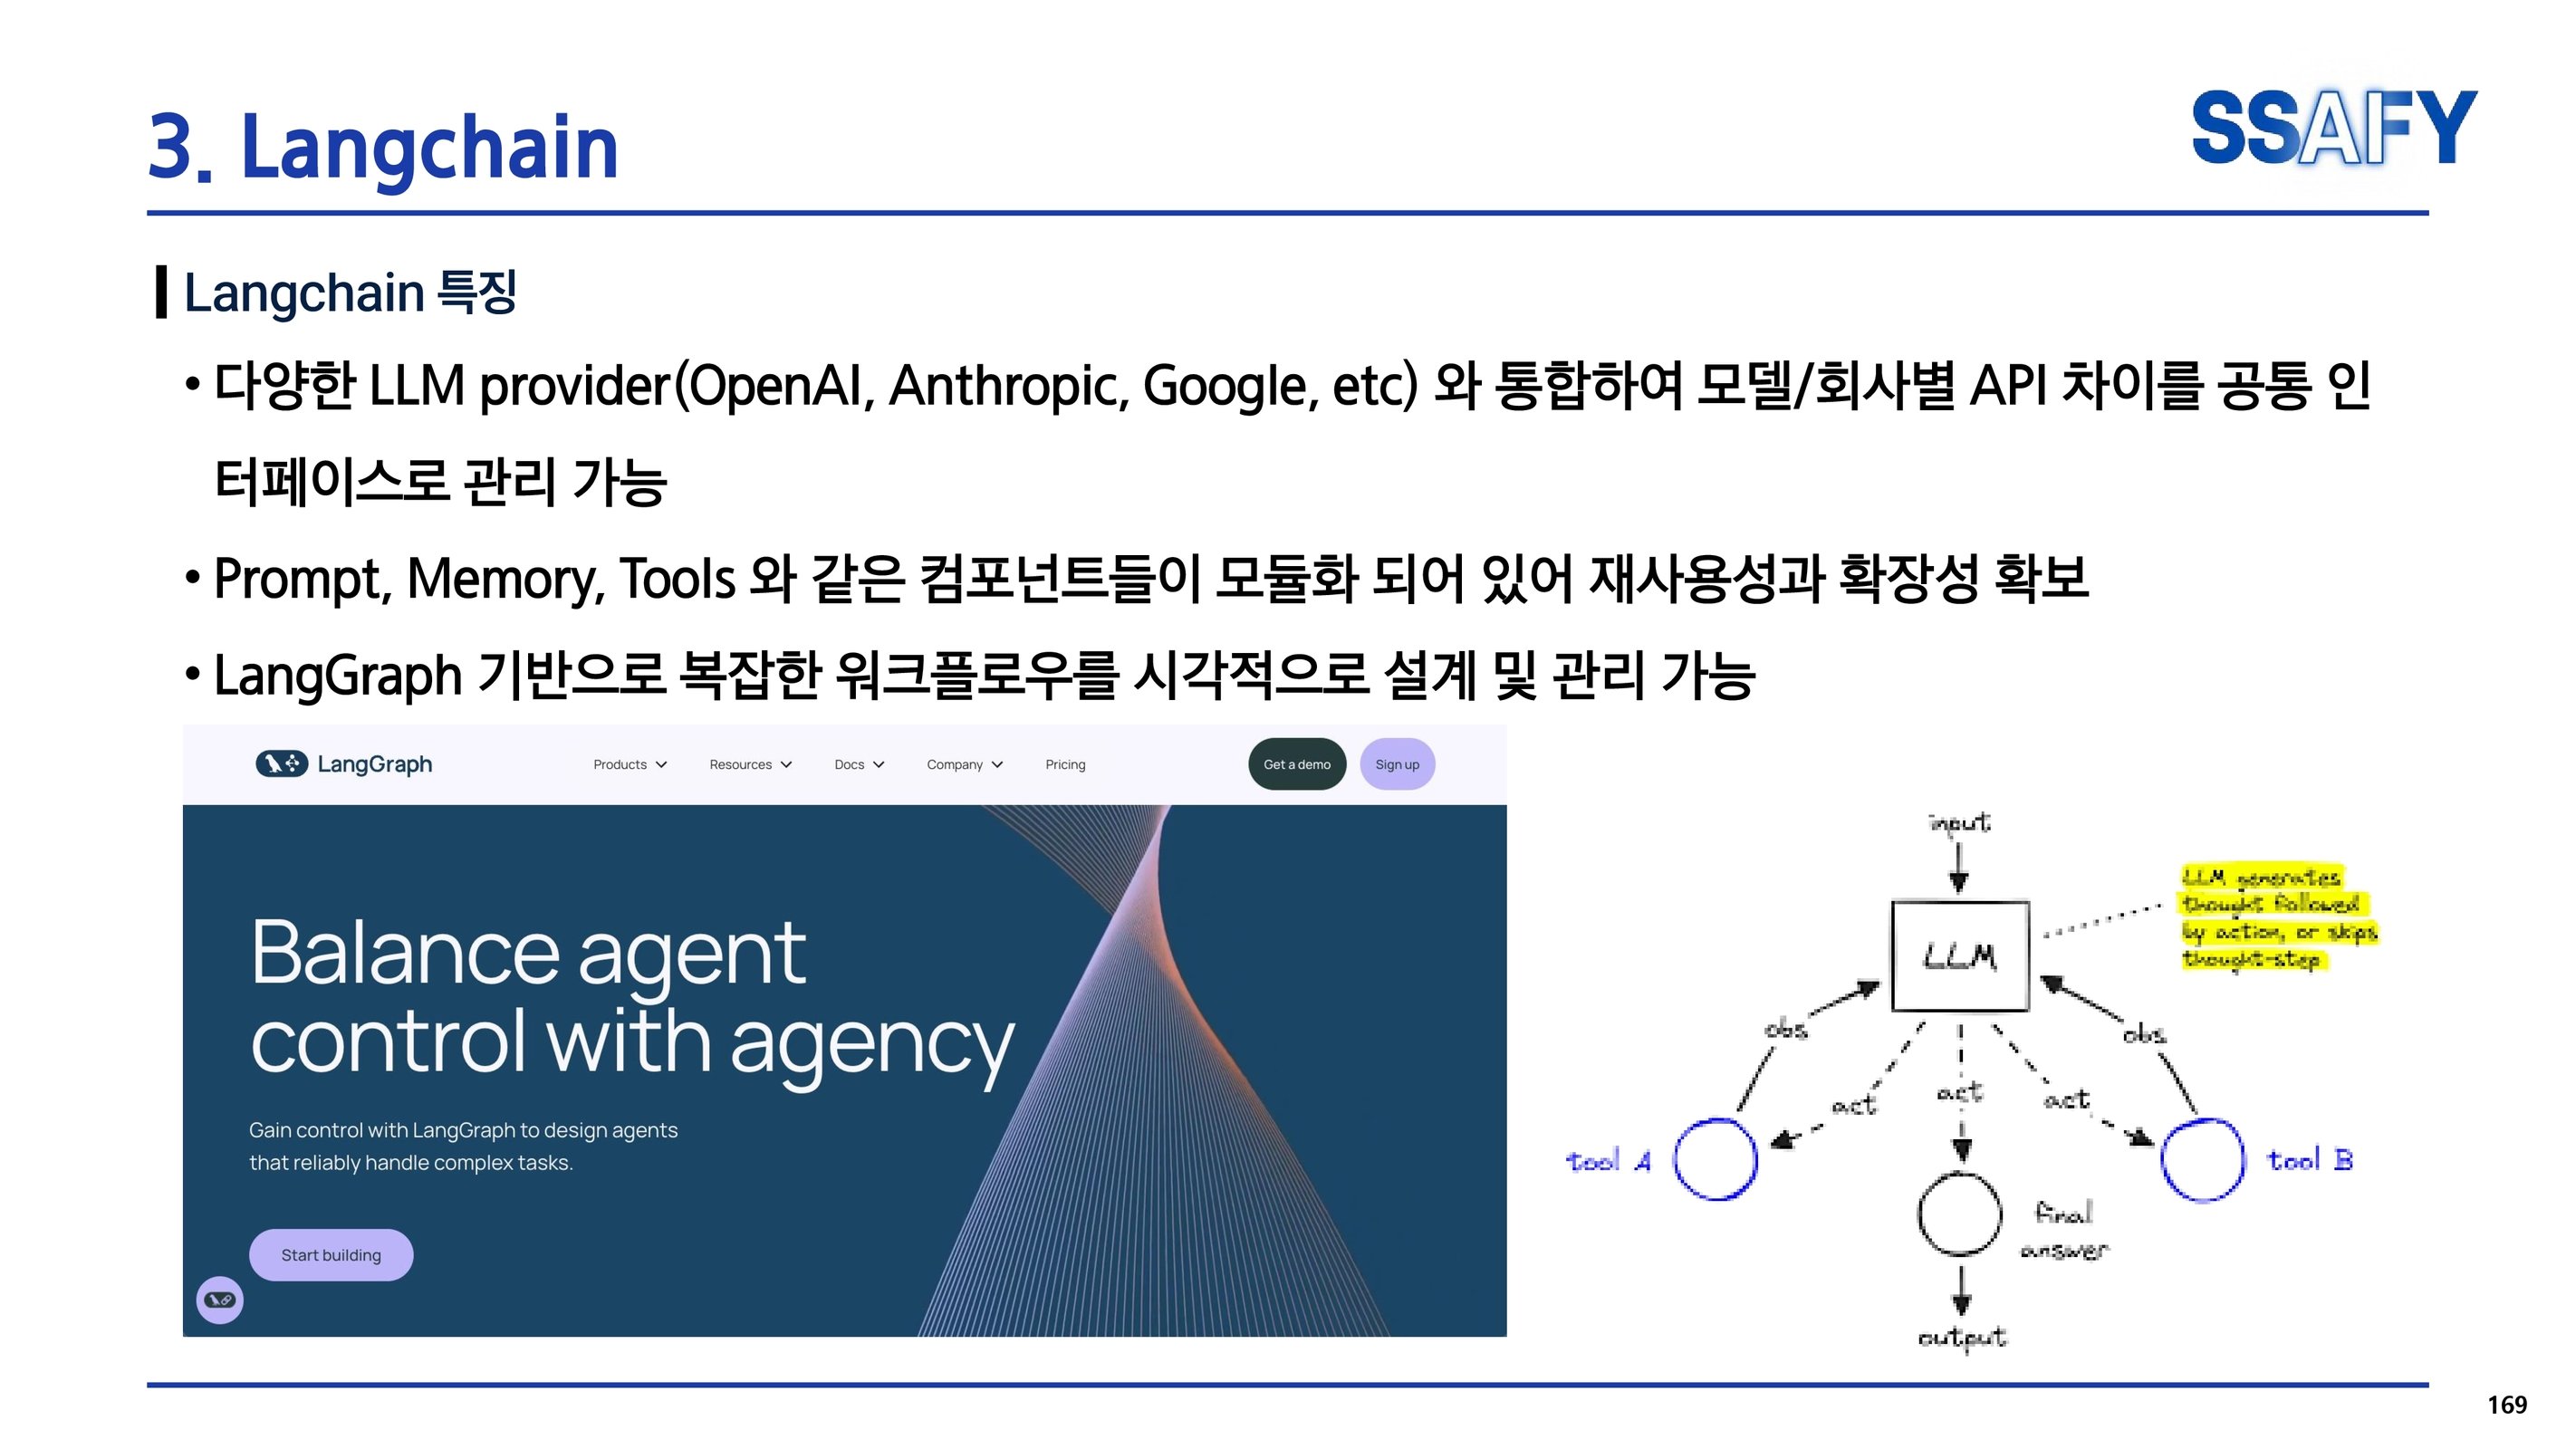 3. Langchain
SSAFY
Langchain 특징
• 다양한 LLM provider(OpenAI, Anthropic, Google, etc) 와 통합하여 모델/회사별 API 차이를 공통 인
터페이스로 관리 가능
• Prompt, Memory, Tools 와 같은 컴포넌트들이 모듈화 되어 있어 재사용성과 확장성 확보
• LangGraph 기반으로 복잡한 워크플로우를 시각적으로 설계 및 관리 가능
LangGraph Products Resources Docs Company Pricing Get a demo Sign up
Balance agent
control with agency
Gain control with LangGraph to design agents
that reliably handle complex tasks.
Start building
input
LLM
LLM generates
thought followed
by action, or skips
thought-step
obs
obs
act
act
act
tool A
tool B
final
answer
output
169